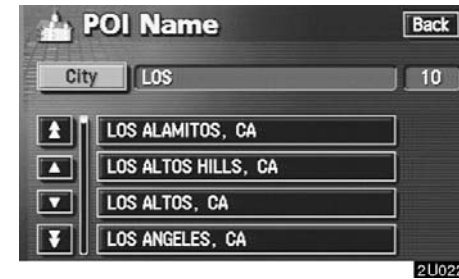 POI Name Back
City LOS 10
LOS ALAMITOS, CA
LOS ALTOS HILLS, CA
LOS ALTOS, CA
LOS ANGELES, CA